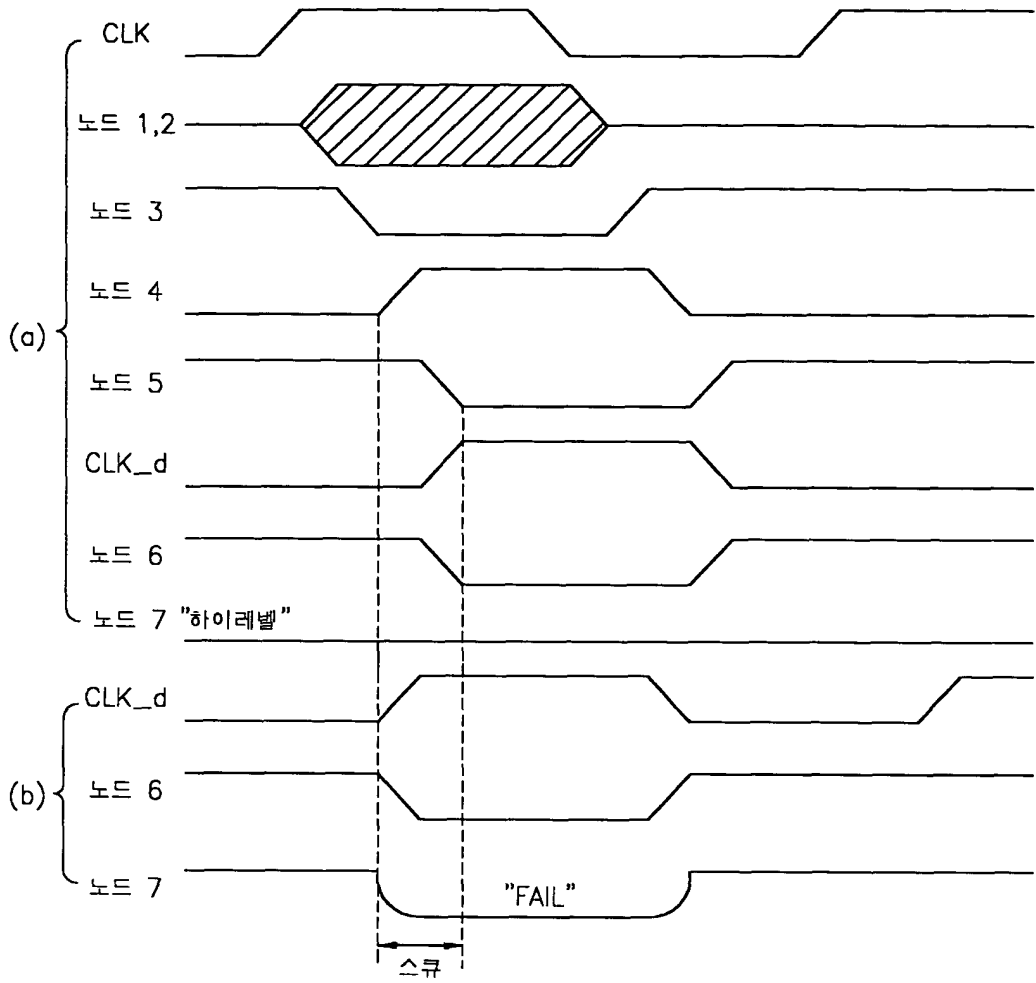 CLK
노드 1,2
노드 3
노드 4
(a)
노드 5
CLK_d
노드 6
노드 7 "하이레벨"
CLK_d
(b)
노드 6
노드 7
"FAIL"
스큐